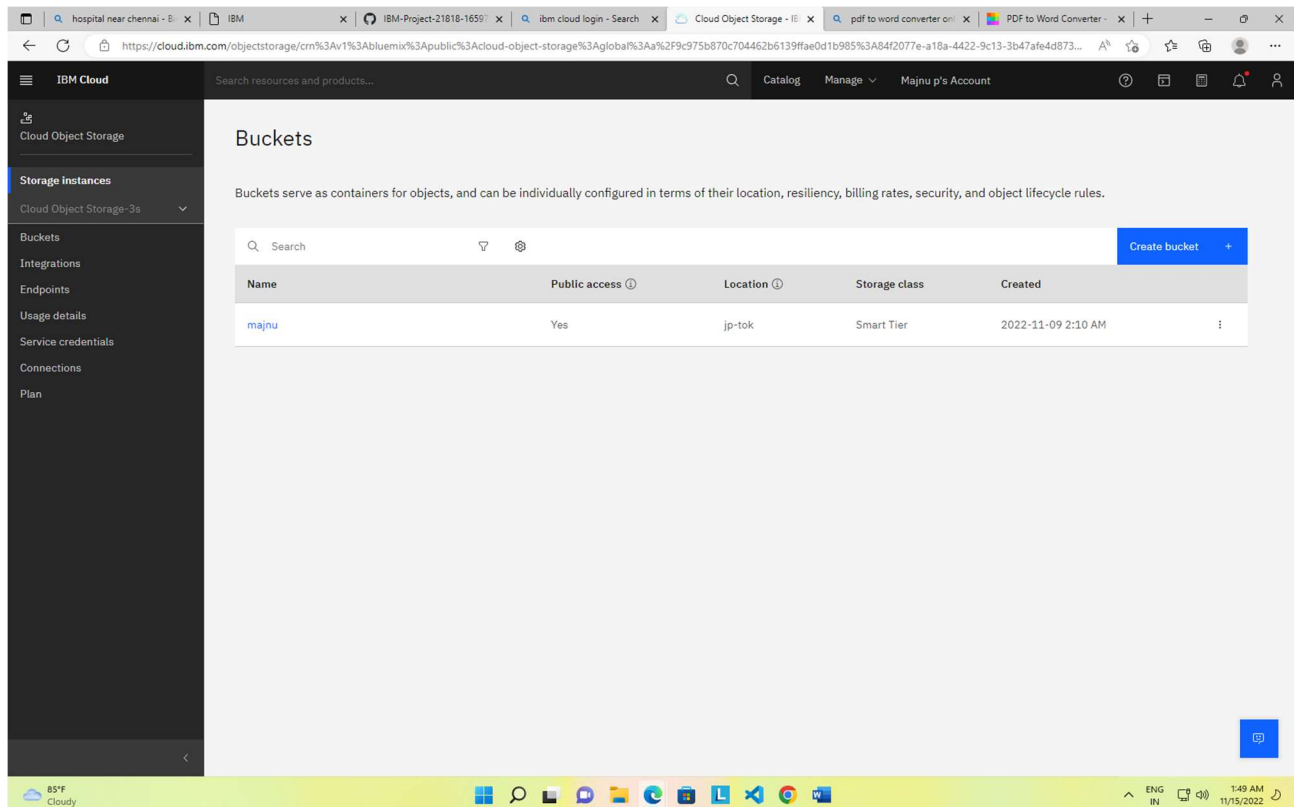 hospital near chennai - Bi
IBM
IBM-Project-21818-1659
ibm cloud login - Search
Cloud Object Storage - IB
pdf to word converter onl
PDF to Word Converter -
https://cloud.ibm.com/objectstorage/crn%3Av1%3Abluemix%3Apublic%3Acloud-object-storage%3Aglobal%3Aa%2F9c975b870c704462b6139ffae0d1b985%3A84f2077e-a18a-4422-9c13-3b47afe4d873...
IBM Cloud
Search resources and products...
Catalog
Manage
Majnu p's Account
Cloud Object Storage
Storage instances
Cloud Object Storage-3s
Buckets
Integrations
Endpoints
Usage details
Service credentials
Connections
Plan
Buckets
Buckets serve as containers for objects, and can be individually configured in terms of their location, resiliency, billing rates, security, and object lifecycle rules.
Search
Create bucket +
Name Public access Location Storage class Created
majnu Yes jp-tok Smart Tier 2022-11-09 2:10 AM
85°F
Cloudy
ENG
IN
1:49 AM
11/15/2022